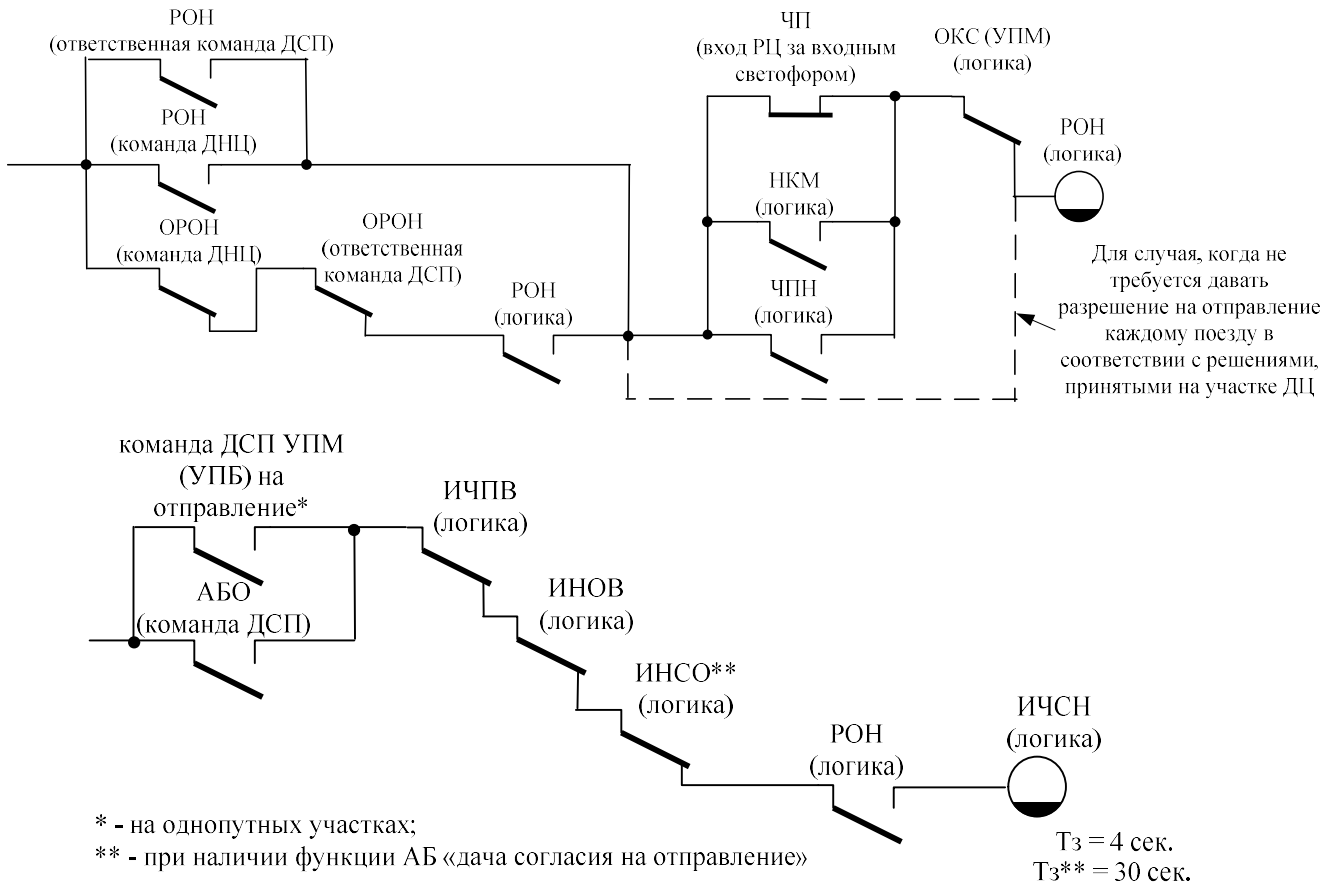 РОН
(ответственная команда ДСП)
РОН
(команда ДНЦ)
ОРОН
(команда ДНЦ)
ОРОН
(ответственная
команда ДСП)
РОН
(логика)
ЧП
(вход РЦ за входным
светофором)
НКМ
(логика)
ЧПН
(логика)
ОКС (УПМ)
(логика)
РОН
(логика)
Для случая, когда не
требуется давать
разрешение на отправление
каждому поезду в
соответствии с решениями,
принятыми на участке ДЦ
команда ДСП УПМ
(УПБ) на
отправление*
АБО
(команда ДСП)
ИЧПВ
(логика)
ИНОВ
(логика)
ИНСО**
(логика)
РОН
(логика)
ИЧСН
(логика)
Тз = 4 сек.
Тз** = 30 сек.
* - на однопутных участках;
** - при наличии функции АБ «дача согласия на отправление»